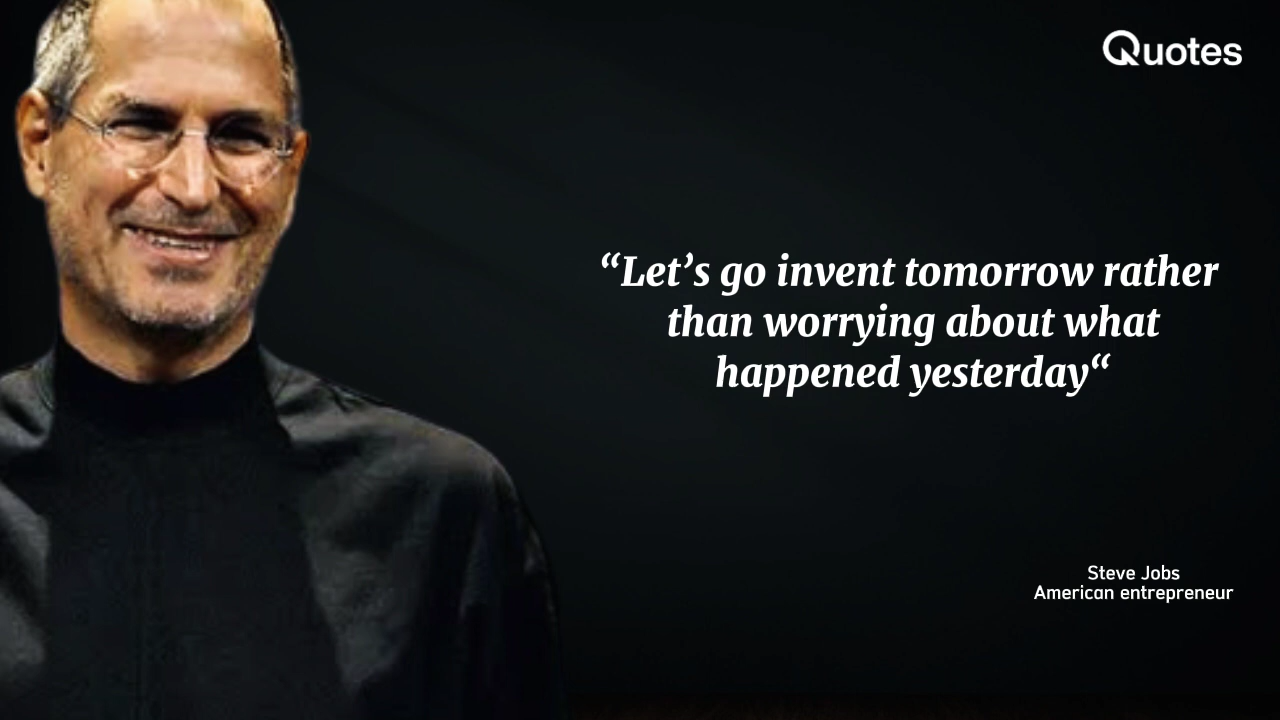 Quotes
“Let’s go invent tomorrow rather
than worrying about what
happened yesterday“
Steve Jobs
American entrepreneur